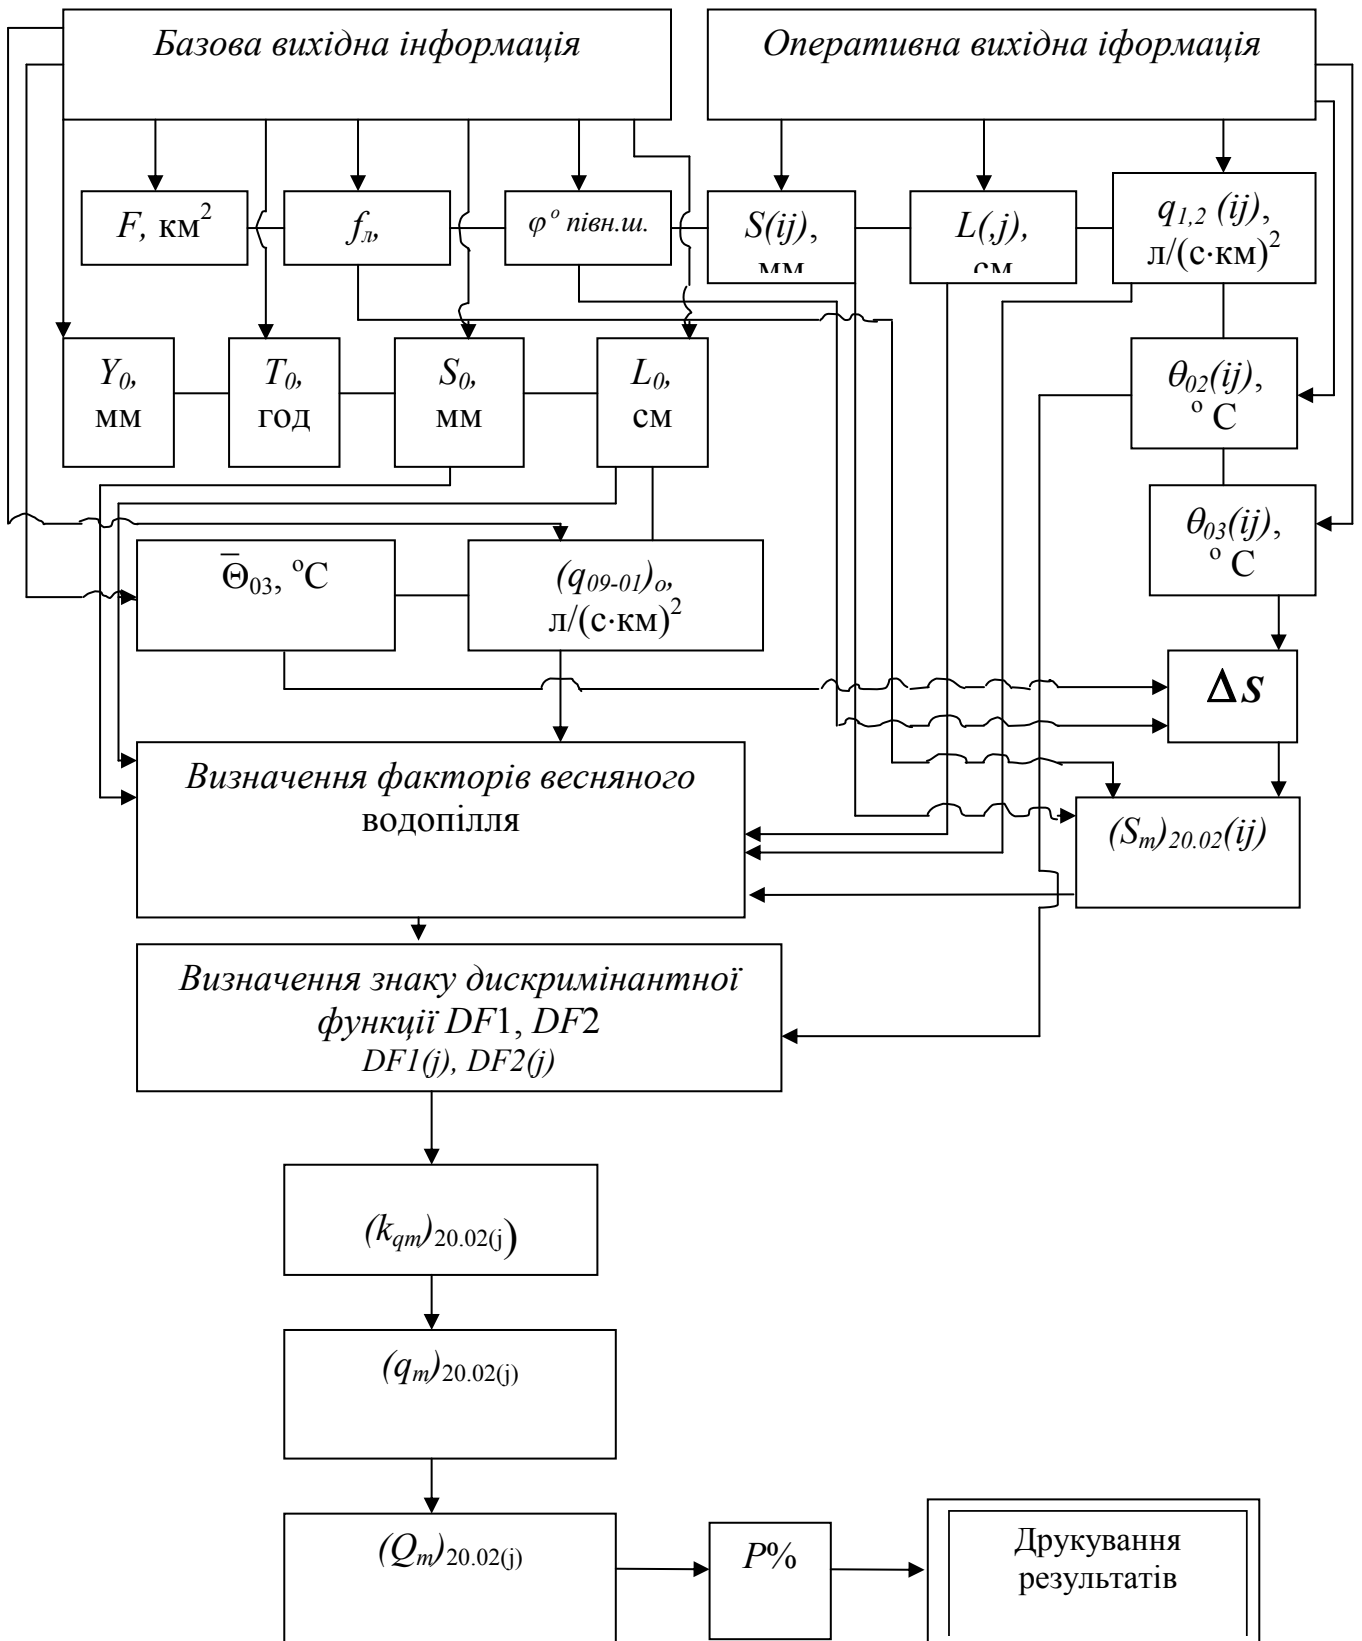 Базова вихідна інформація
Оперативна вихідна іформація
F, км²
fл,
φ° півн.ш.
S(ij),
мм
L(,j),
см
q1,2 (ij),
л/(с·км)²
Y0,
мм
T0,
год
S0,
мм
L0,
см
θ02(ij),
° C
θ03(ij),
° C
Θ̅03, °C
(q09-01)o,
л/(с·км)²
ΔS
Визначення факторів весняного
водопілля
(Sm)20.02(ij)
Визначення знаку дискримінантної
функції DF1, DF2
DF1(j), DF2(j)
(kqm)20.02(j)
(qm)20.02(j)
(Qm)20.02(j)
P%
Друкування
результатів